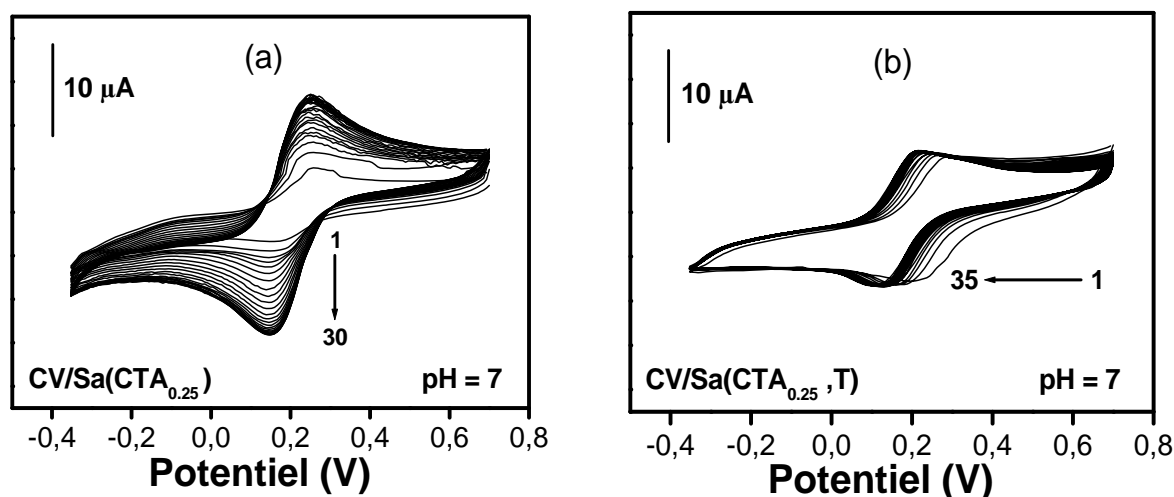 (a)
10 µA
1
30
CV/Sa(CTA0.25) pH = 7
-0,4 -0,2 0,0 0,2 0,4 0,6 0,8
Potentiel (V)
(b)
10 µA
35 1
CV/Sa(CTA0.25 ,T) pH = 7
-0,4 -0,2 0,0 0,2 0,4 0,6 0,8
Potentiel (V)